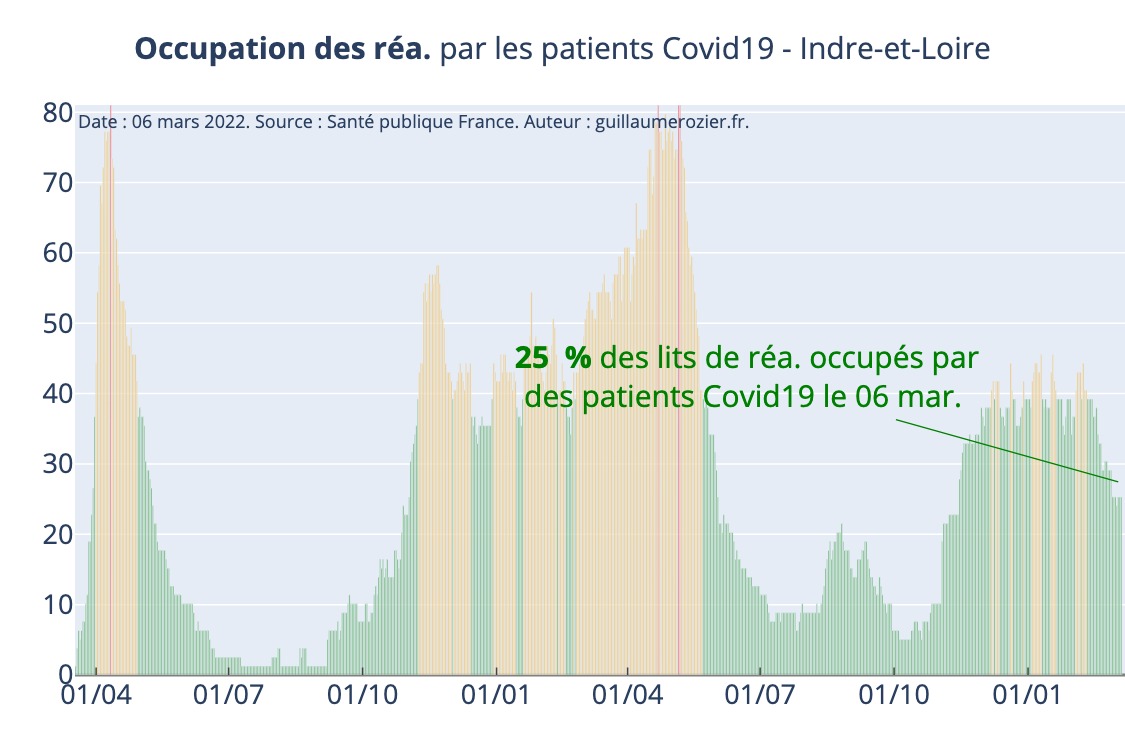 Occupation des réa. par les patients Covid19 - Indre-et-Loire
80
Date : 06 mars 2022. Source : Santé publique France. Auteur : guillaumerozier.fr.
70
60
50
25 % des lits de réa. occupés par
des patients Covid19 le 06 mar.
40
30
20
10
0
01/04 01/07 01/10 01/01 01/04 01/07 01/10 01/01